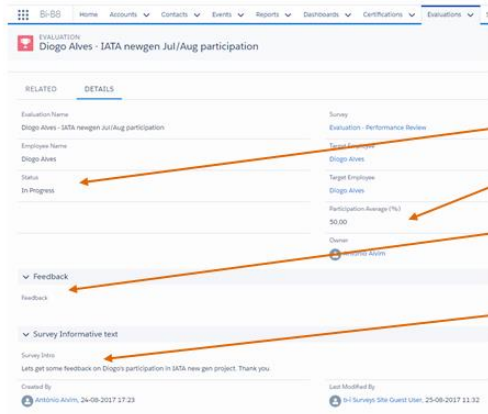 BI-B8 Home Accounts Contacts Events Reports Dashboards Certifications Evaluations S
EVALUATION
Diogo Alves - IATA newgen Jul/Aug participation
RELATED DETAILS
Evaluation Name
Diogo Alves - IATA newgen Jul/Aug participation
Survey
Evaluation - Performance Review
Employee Name
Diogo Alves
Target Employee
Diogo Alves
Status
In Progress
Target Employee
Diogo Alves
Participation Average (%)
50,00
Owner
António Alvim
Feedback
Feedback
Survey Informative text
Survey Intro
Lets get some feedback on Diogo's participation in IATA new gen project. Thank you
Created By
António Alvim, 24-08-2017 17:23
Last Modified By
b-i Surveys Site Guest User, 25-08-2017 11:32